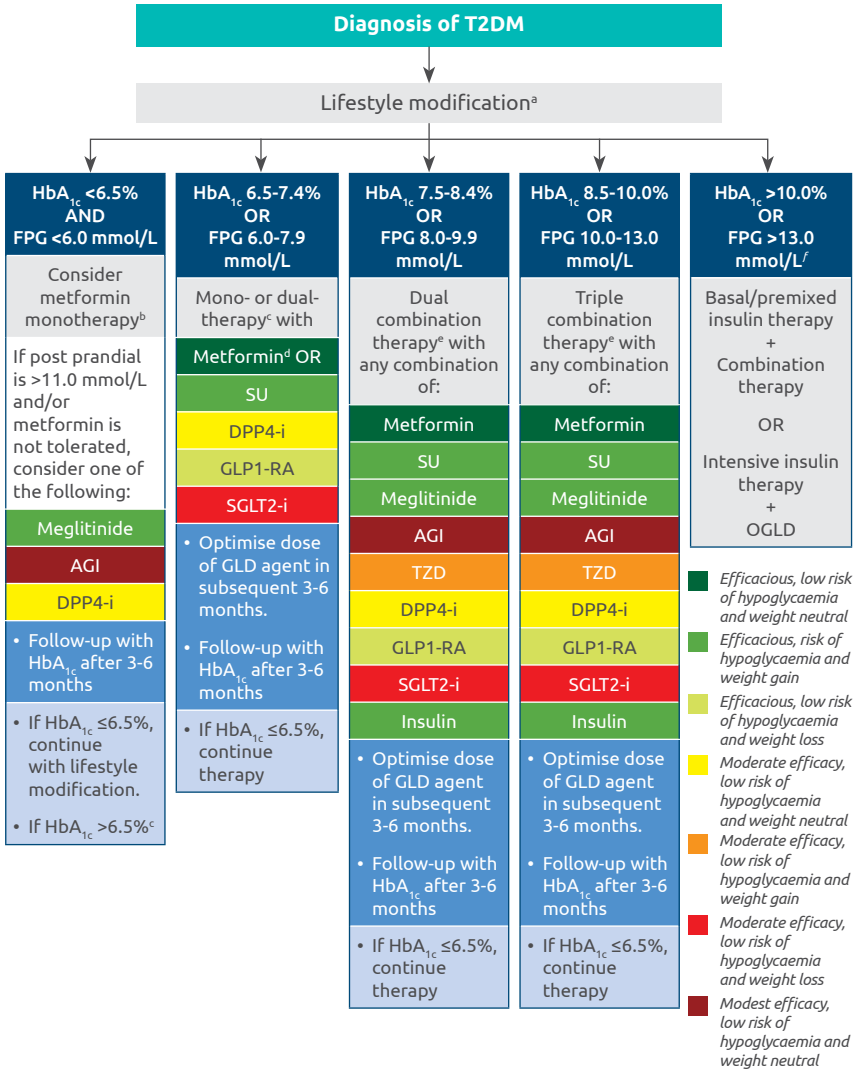 Diagnosis of T2DM
Lifestyle modificationᵃ
HbA1c <6.5%
AND
FPG <6.0 mmol/L
Consider
metformin
monotherapyᵇ
If post prandial
is >11.0 mmol/L
and/or
metformin is
not tolerated,
consider one of
the following:
Meglitinide
AGI
DPP4-i
• Follow-up with
HbA1c after 3-6
months
• If HbA1c ≤6.5%,
continue
with lifestyle
modification.
• If HbA1c >6.5%ᶜ
HbA1c 6.5-7.4%
OR
FPG 6.0-7.9
mmol/L
Mono- or dual-
therapyᶜ with
Metforminᵈ OR
SU
DPP4-i
GLP1-RA
SGLT2-i
• Optimise dose
of GLD agent in
subsequent 3-6
months.
• Follow-up with
HbA1c after 3-6
months
• If HbA1c ≤6.5%,
continue
therapy
HbA1c 7.5-8.4%
OR
FPG 8.0-9.9
mmol/L
Dual
combination
therapyᵉ with
any combination
of:
Metformin
SU
Meglitinide
AGI
TZD
DPP4-i
GLP1-RA
SGLT2-i
Insulin
• Optimise dose
of GLD agent
in subsequent
3-6 months.
• Follow-up with
HbA1c after 3-6
months
• If HbA1c ≤6.5%,
continue
therapy
HbA1c 8.5-10.0%
OR
FPG 10.0-13.0
mmol/L
Triple
combination
therapyᵉ with
any combination
of:
Metformin
SU
Meglitinide
AGI
TZD
DPP4-i
GLP1-RA
SGLT2-i
Insulin
• Optimise dose
of GLD agent
in subsequent
3-6 months.
• Follow-up with
HbA1c after 3-6
months
• If HbA1c ≤6.5%,
continue
therapy
HbA1c >10.0%
OR
FPG >13.0
mmol/Lᶠ
Basal/premixed
insulin therapy
+
Combination
therapy
OR
Intensive insulin
therapy
+
OGLD
Efficacious, low risk
of hypoglycaemia
and weight neutral
Efficacious, risk of
hypoglycaemia and
weight gain
Efficacious, low risk
of hypoglycaemia
and weight loss
Moderate efficacy,
low risk of
hypoglycaemia
and weight neutral
Moderate efficacy,
low risk of
hypoglycaemia and
weight gain
Moderate efficacy,
low risk of
hypoglycaemia
and weight loss
Modest efficacy,
low risk of
hypoglycaemia and
weight neutral